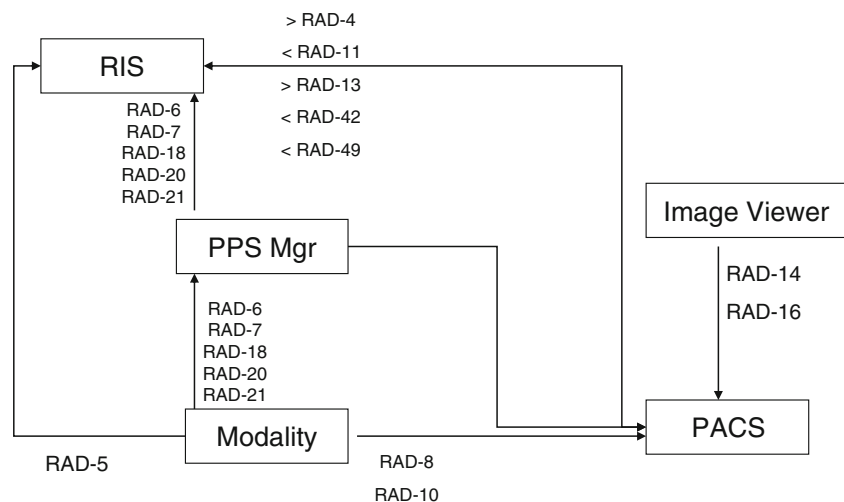 > RAD-4
< RAD-11
> RAD-13
< RAD-42
< RAD-49
RIS
RAD-6
RAD-7
RAD-18
RAD-20
RAD-21
Image Viewer
PPS Mgr
RAD-14
RAD-16
RAD-6
RAD-7
RAD-18
RAD-20
RAD-21
Modality
PACS
RAD-5
RAD-8
RAD-10